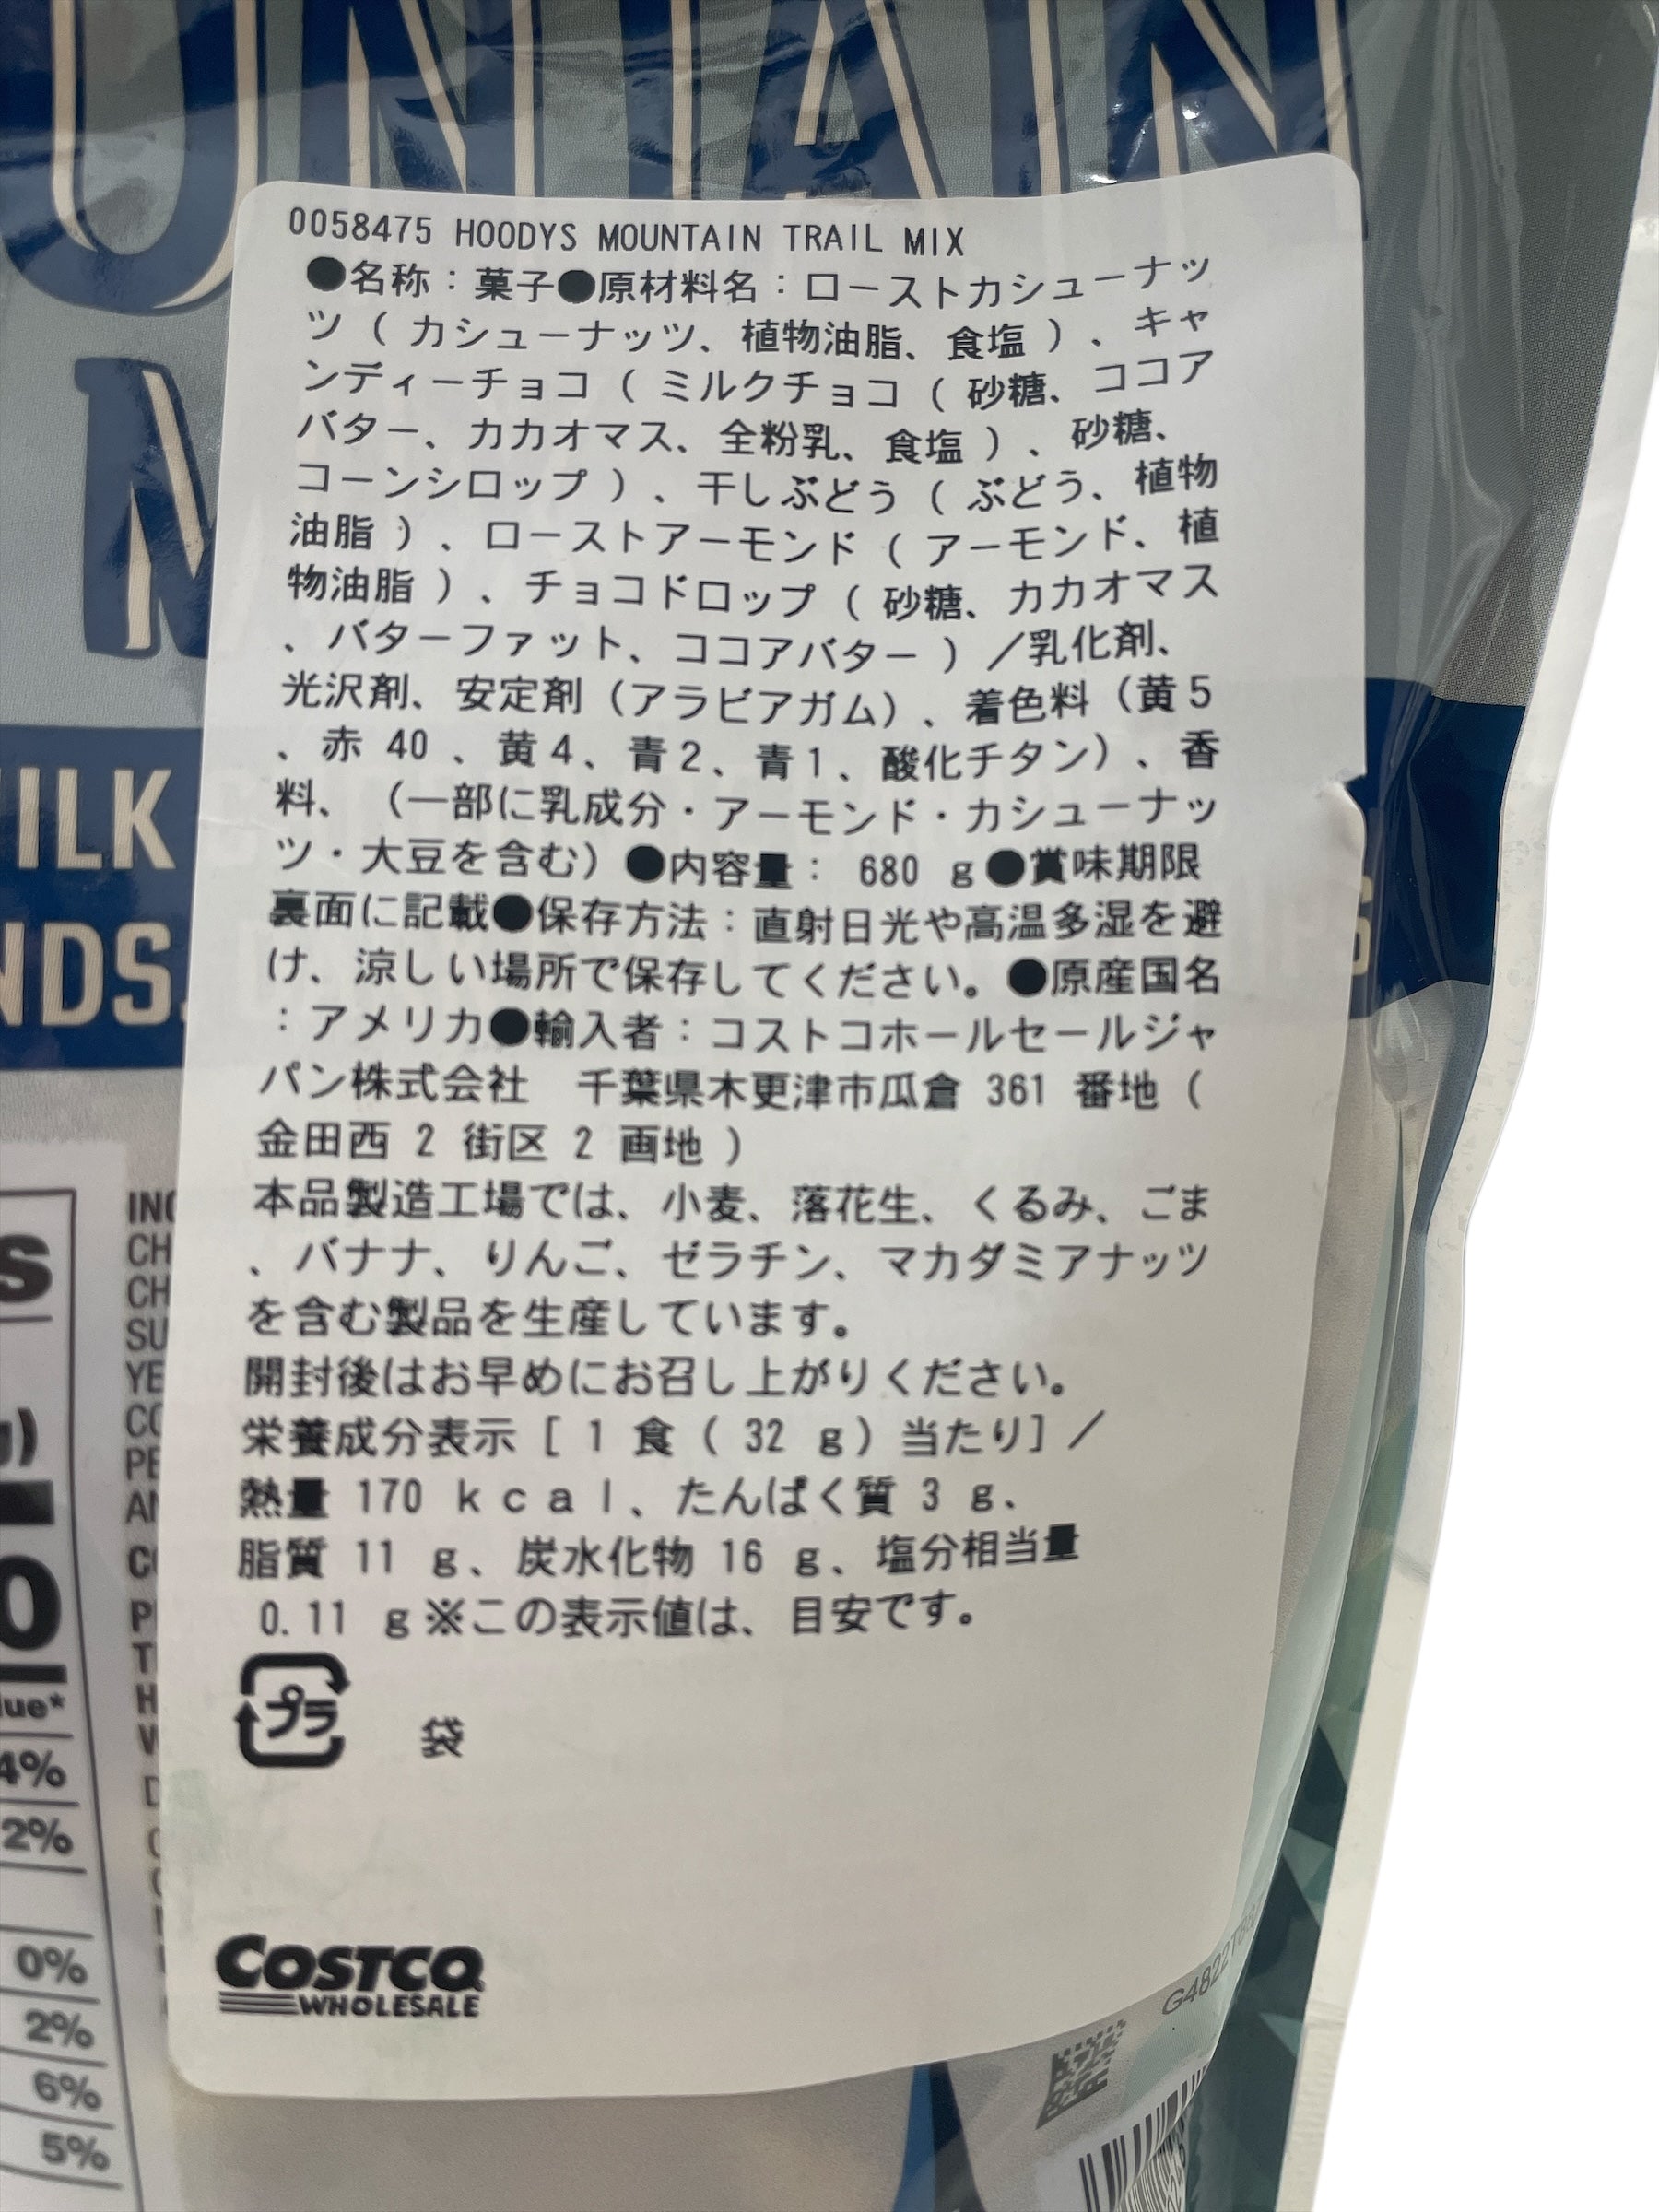 UNTAIN
M
ILK
NDS.
0058475 HOODYS MOUNTAIN TRAIL MIX
●名称：菓子●原材料名：ローストカシューナッ
ツ（カシューナッツ、植物油脂、食塩）、キャ
ンディーチョコ（ミルクチョコ（砂糖、ココア
バター、カカオマス、全粉乳、食塩）、砂糖、
コーンシロップ）、干しぶどう（ぶどう、植物
油脂）、ローストアーモンド（アーモンド、植
物油脂）、チョコドロップ（砂糖、カカオマス
、バターファット、ココアバター）／乳化剤、
光沢剤、安定剤（アラビアガム）、着色料（黄5
、赤 40 、黄4、青2、青1、酸化チタン）、香
料、（一部に乳成分・アーモンド・カシューナッ
ツ・大豆を含む）●内容量： 680 g●賞味期限
裏面に記載●保存方法：直射日光や高温多湿を避
け、涼しい場所で保存してください。●原産国名
：アメリカ●輸入者：コストコホールセールジャ
パン株式会社　千葉県木更津市瓜倉 361 番地（
金田西 2 街区 2 画地）
本品製造工場では、小麦、落花生、くるみ、ごま
、バナナ、りんご、ゼラチン、マカダミアナッツ
を含む製品を生産しています。
開封後はお早めにお召し上がりください。
栄養成分表示［1 食（ 32 g）当たり］／
熱量 170 kcal、たんぱく質 3 g、
脂質 11 g、炭水化物 16 g、塩分相当量
0.11 g※この表示値は、目安です。
プラ 袋
COSTCO
WHOLESALE
S
g)
0
lue*
4%
2%
0%
2%
6%
5%
ING
CH
CH
SU
YE
CO
PE
AN